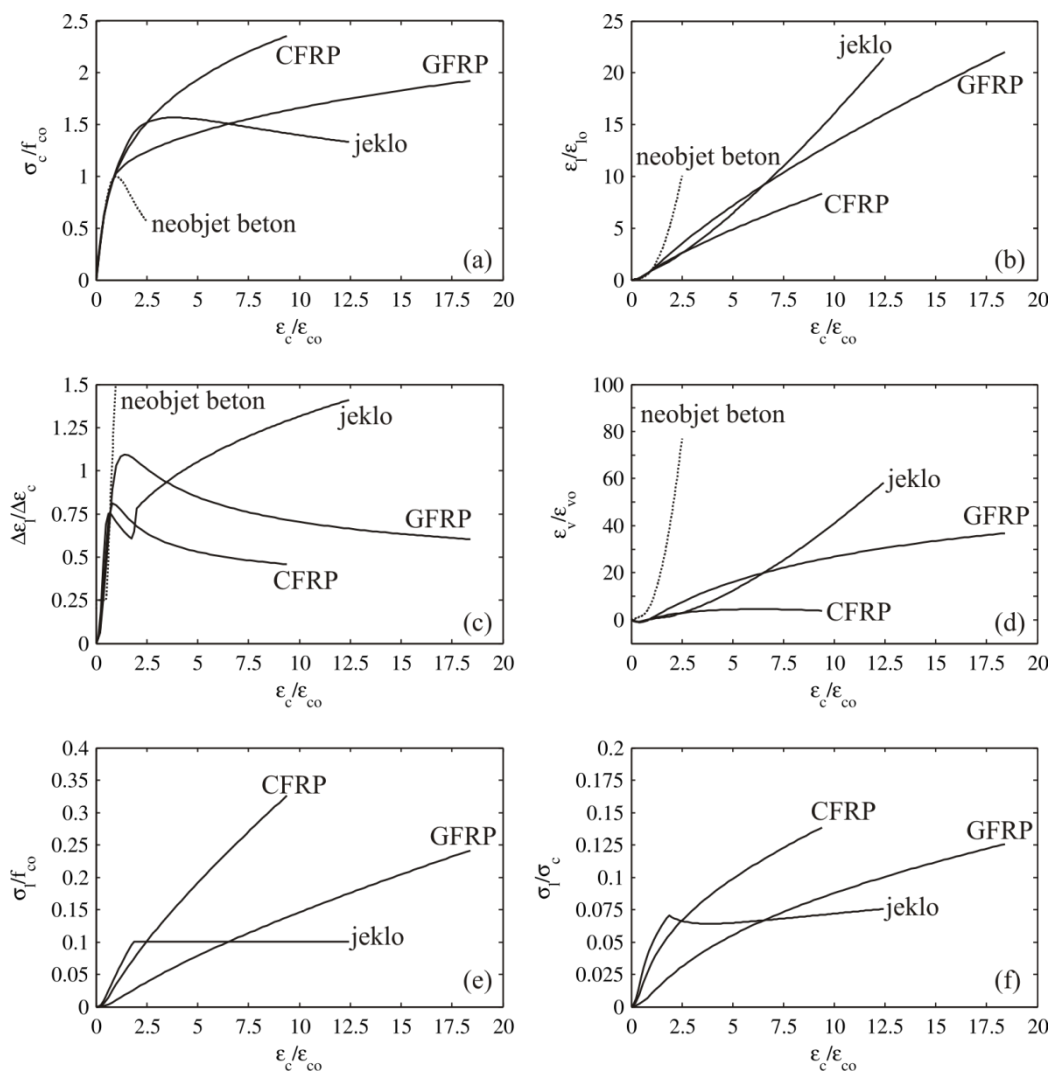 2.5
2
1.5
1
0.5
0
σc/fco
CFRP
GFRP
jeklo
neobjet beton
(a)
0 2.5 5 7.5 10 12.5 15 17.5 20
εc/εco
25
20
15
10
5
0
εl/εlo
jeklo
GFRP
neobjet beton
CFRP
(b)
0 2.5 5 7.5 10 12.5 15 17.5 20
εc/εco
1.5
1.25
1
0.75
0.5
0.25
0
Δεl/Δεc
neobjet beton
jeklo
GFRP
CFRP
(c)
0 2.5 5 7.5 10 12.5 15 17.5 20
εc/εco
100
80
60
40
20
0
εv/εvo
neobjet beton
jeklo
GFRP
CFRP
(d)
0 2.5 5 7.5 10 12.5 15 17.5 20
εc/εco
0.4
0.35
0.3
0.25
0.2
0.15
0.1
0.05
0
σl/fco
CFRP
GFRP
jeklo
(e)
0 2.5 5 7.5 10 12.5 15 17.5 20
εc/εco
0.2
0.175
0.15
0.125
0.1
0.075
0.05
0.025
0
σl/σc
CFRP
GFRP
jeklo
(f)
0 2.5 5 7.5 10 12.5 15 17.5 20
εc/εco